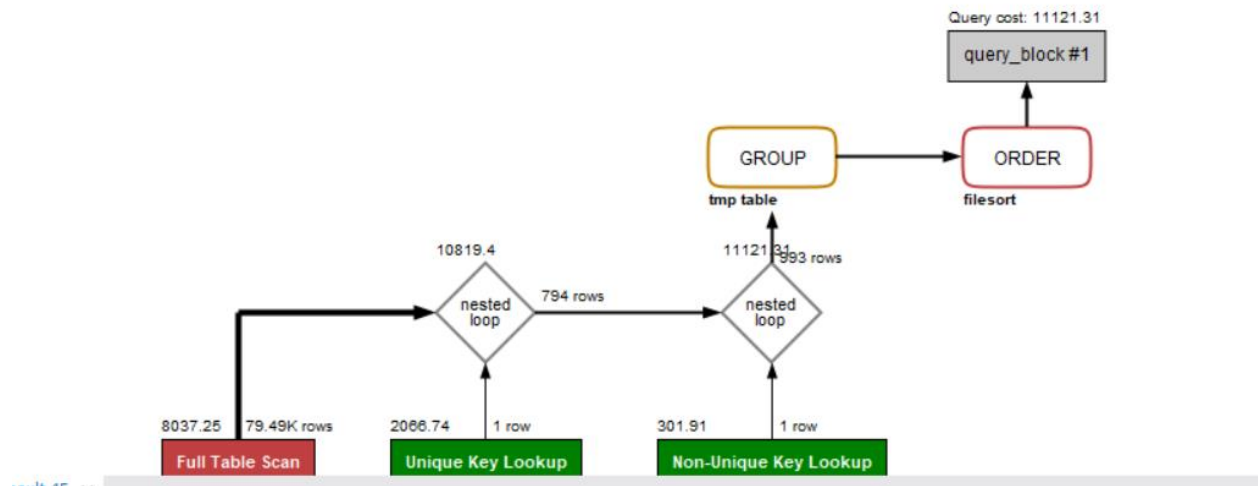 Query cost: 11121.31
query_block #1
GROUP
ORDER
tmp table
filesort
10819.4
11121.31
993 rows
nested
loop
794 rows
nested
loop
8037.25
79.49K rows
2066.74
1 row
301.91
1 row
Full Table Scan
Unique Key Lookup
Non-Unique Key Lookup